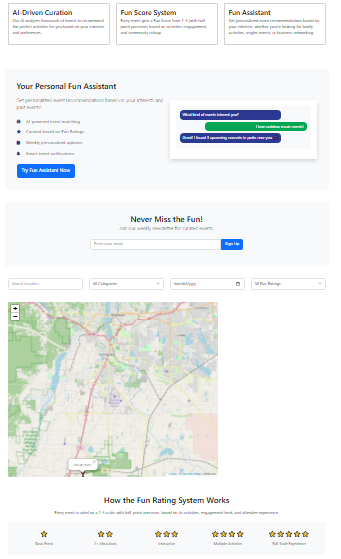 AI-Driven Curation
Our AI analyzes thousands of events to recommend
the perfect activities for you based on your interests
and preferences.
Fun Score System
Every event gets a Fun Score from 1-5 (with half
point precision) based on activities, engagement,
and community ratings.
Fun Assistant
Get personalized event recommendations based on
your interests, whether you're looking for family
activities, singles events, or business networking.
Your Personal Fun Assistant
Get personalized event recommendations based on your interests and
past events!
AI-powered event matching
Curated based on Fun Ratings
Weekly personalized updates
Smart event notifications
Try Fun Assistant Now
What kind of events interest you?
I love outdoor music events!
Great! I found 5 upcoming concerts in parks near you:
Never Miss the Fun!
Join our weekly newsletter for curated events
Enter your email
Sign Up
Search location...
All Categories
mm/dd/yyyy
All Fun Ratings
+
−
How the Fun Rating System Works
Every event is rated on a 1-5 scale, with half point precision, based on its activities, engagement level, and attendee experience.
Basic Event
2+ Attractions
Interactive
Multiple Activities
Full Scale Experience